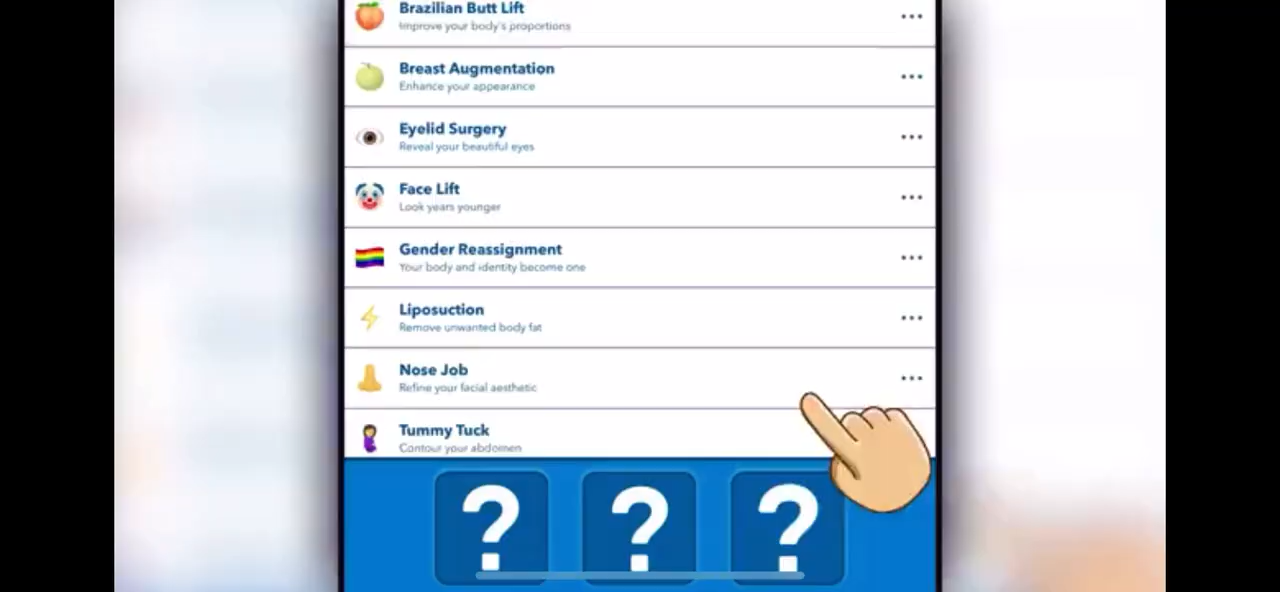 Brazilian Butt Lift
Improve your body's proportions
Breast Augmentation
Enhance your appearance
Eyelid Surgery
Reveal your beautiful eyes
Face Lift
Look years younger
Gender Reassignment
Your body and identity become one
Liposuction
Remove unwanted body fat
Nose Job
Refine your facial aesthetic
Tummy Tuck
Contour your abdomen
? ? ?